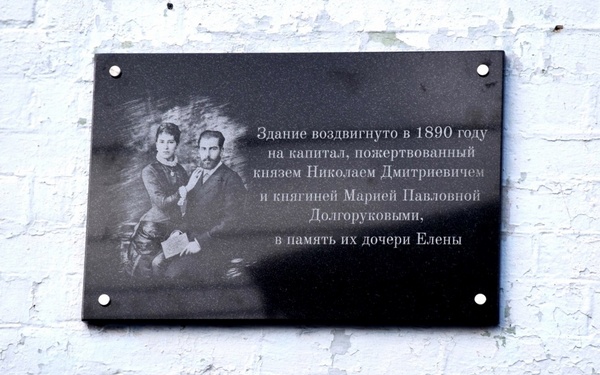 Здание воздвигнуто в 1890 году
на капитал, пожертвованный
князем Николаем Дмитриевичем
и княгиней Марией Павловной
Долгоруковыми,
в память их дочери Елены